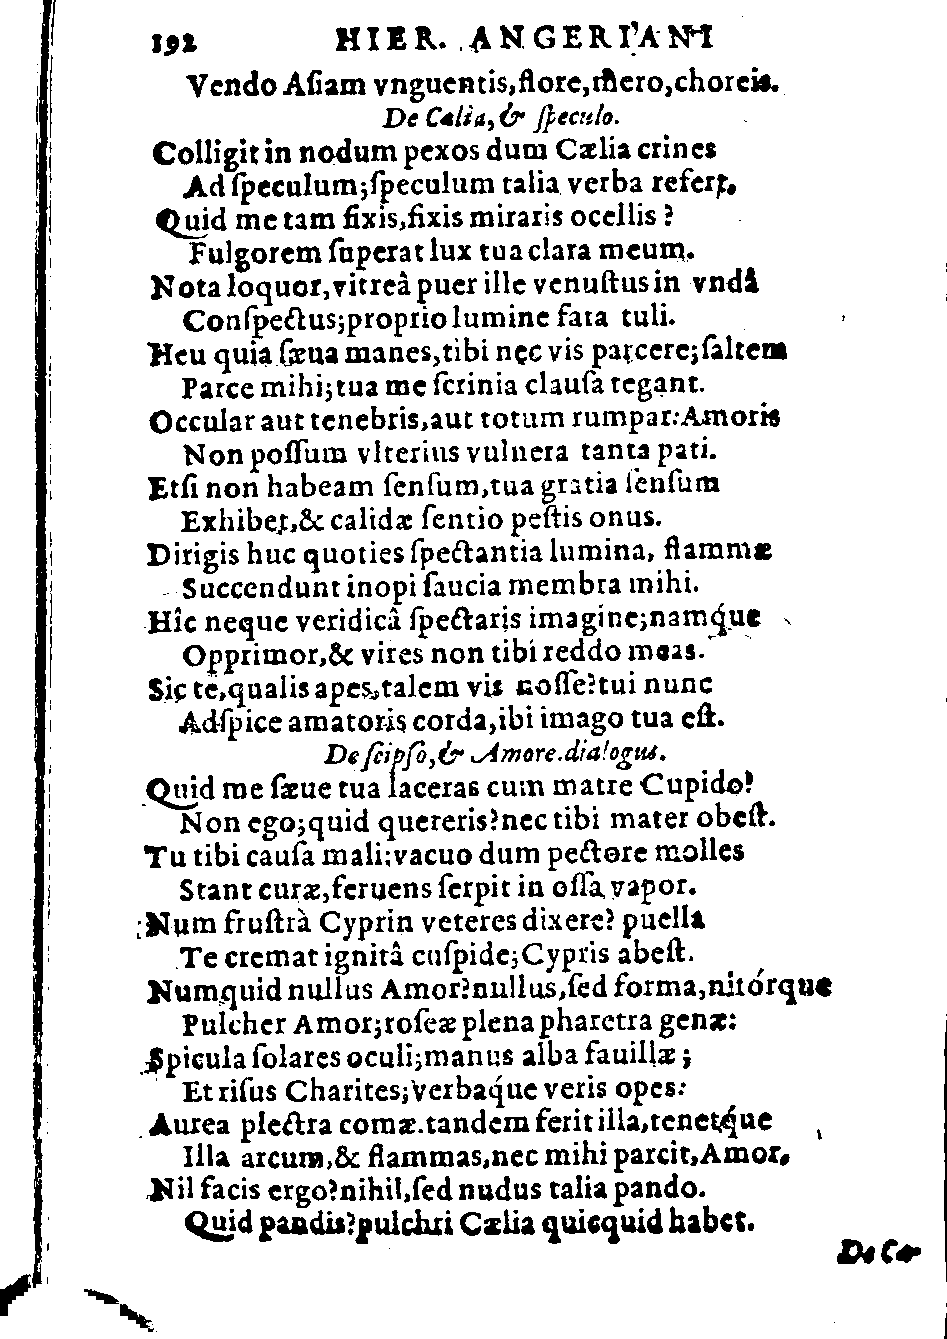 192 HIER. ANGERIANI
Vendo Aſiam vnguentis,flore,mero,choreis.
De Cælia,& ſpeculo.
Colligit in nodum pexos dum Cælia crines
Ad ſpeculum;ſpeculum talia verba refert.
Quid me tam fixis,fixis miraris ocellis?
Fulgorem ſuperat lux tua clara meum.
Nota loquor,vitreâ puer ille venuſtus in vndâ
Conſpectus;proprio lumine fata tuli.
Heu quia ſæua manes,tibi nec vis parcere;ſaltem
Parce mihi;tua me ſcrinia clauſa tegant.
Occular aut tenebris,aut totum rumpar:Amoris
Non poſſum vlterius vulnera tanta pati.
Etſi non habeam ſenſum,tua gratia ſenſum
Exhibet,& calidæ ſentio peſtis onus.
Dirigis huc quoties ſpectantia lumina, flammæ
Succendunt inopi ſaucia membra mihi.
Hîc neque veridicâ ſpectaris imagine;namq́ue
Opprimor,& vires non tibi reddo meas.
Sic te,qualis apes,talem vis noſſe?tui nunc
Adſpice amatoris corda,ibi imago tua eſt.
De ſeipſo,& Amore.dialogus.
Quid me ſæue tua laceras cum matre Cupido?
Non ego;quid quereris?nec tibi mater obeſt.
Tu tibi cauſa mali;vacuo dum pectore molles
Stant curæ,feruens ſerpit in oſſa vapor.
Num fruſtrà Cyprin veteres dixere? puella
Te cremat ignitâ cuſpide;Cypris abeſt.
Numquid nullus Amor?nullus,ſed forma,nitórque
Pulcher Amor;roſeæ plena pharetra genæ:
Spicula ſolares oculi;manus alba fauillæ;
Et riſus Charites;verbaq́ue veris opes:
Aurea plectra comæ.tandem ferit illa,tenetq́ue
Illa arcum,& flammas,nec mihi parcit,Amor.
Nil facis ergo?nihil,ſed nudus talia pando.
Quid pandis?pulchri Cælia quicquid habet.
De Cæ-